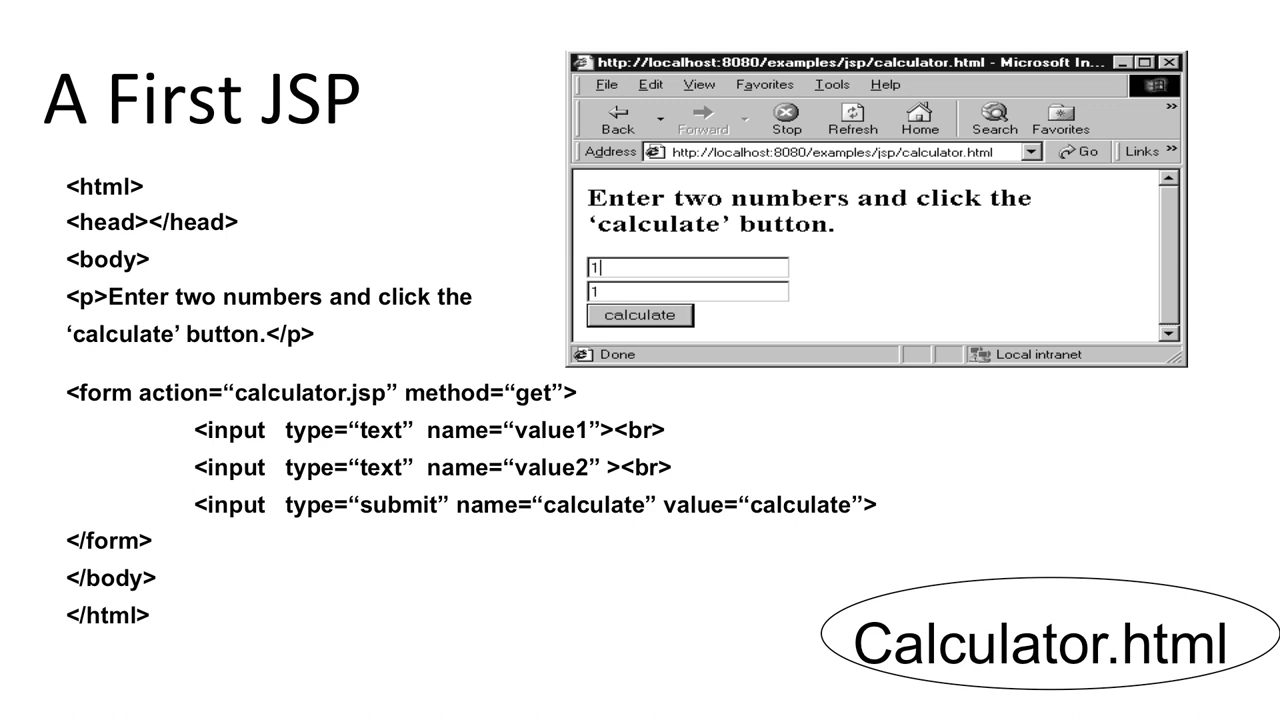 A First JSP
<html>
<head></head>
<body>
<p>Enter two numbers and click the
‘calculate’ button.</p>
<form action=“calculator.jsp” method=“get”>
<input type=“text” name=“value1”><br>
<input type=“text” name=“value2” ><br>
<input type=“submit” name=“calculate” value=“calculate”>
</form>
</body>
</html>
http://localhost:8080/examples/jsp/calculator.html - Microsoft In...
File Edit View Favorites Tools Help
Back Forward Stop Refresh Home Search Favorites »
Address http://localhost:8080/examples/jsp/calculator.html Go Links »
Enter two numbers and click the
‘calculate’ button.
1
1
calculate
Done Local intranet
Calculator.html